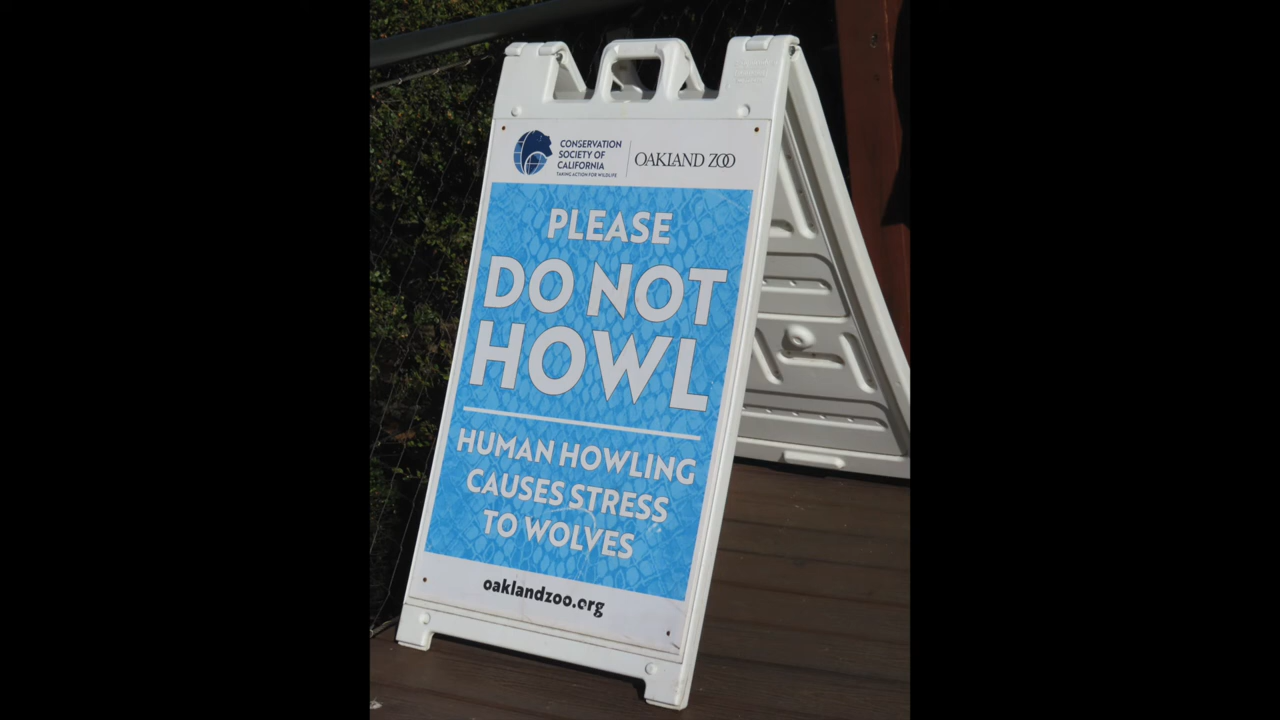 CONSERVATION
SOCIETY OF
CALIFORNIA
TAKING ACTION FOR WILDLIFE
OAKLAND ZOO
PLEASE
DO NOT
HOWL
HUMAN HOWLING
CAUSES STRESS
TO WOLVES
oaklandzoo.org